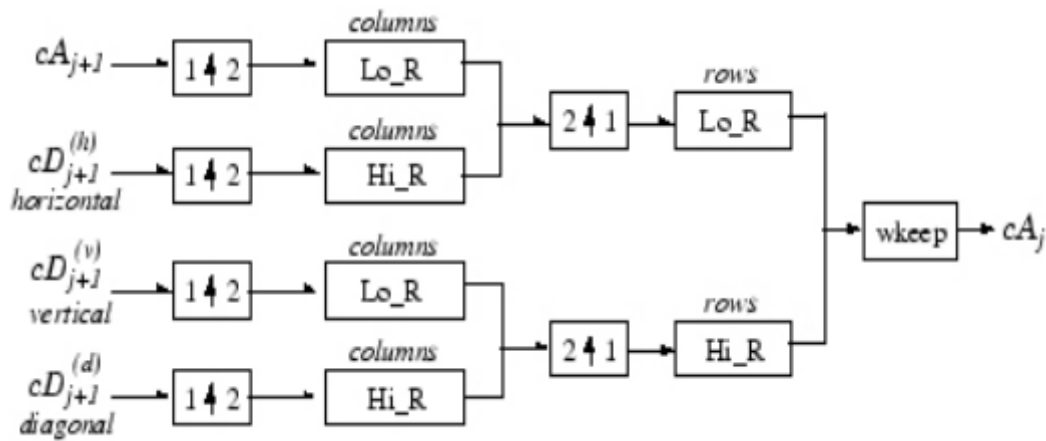 columns
cA_{j+1} 1↑2 Lo_R
rows
2↑1 Lo_R
columns
cD_{j+1}^{(h)} 1↑2 Hi_R
horizontal
wkeep cA_j
columns
cD_{j+1}^{(v)} 1↑2 Lo_R
vertical
rows
2↑1 Hi_R
columns
cD_{j+1}^{(d)} 1↑2 Hi_R
diagonal